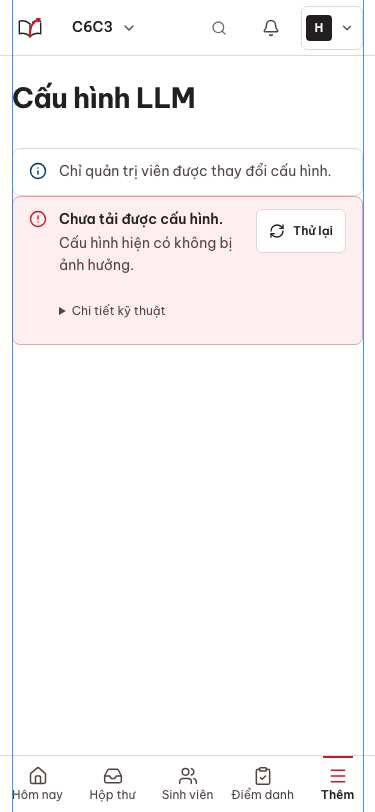 C6C3
H
Cấu hình LLM
Chỉ quản trị viên được thay đổi cấu hình.
Chưa tải được cấu hình.
Cấu hình hiện có không bị
ảnh hưởng.
Thử lại
Chi tiết kỹ thuật
Hôm nay
Hộp thư
Sinh viên
Điểm danh
Thêm